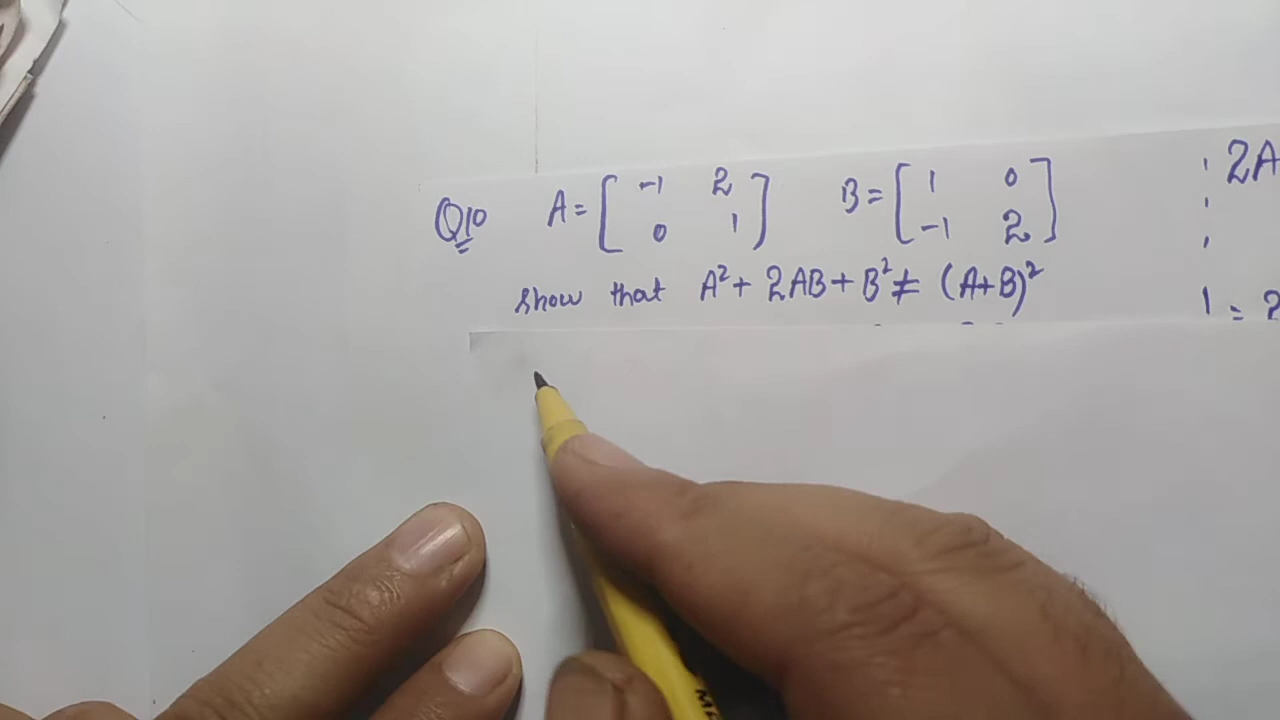 Q10 A = [ -1 2 B = [ 1 0 2A
0 1 ] -1 2 ]
show that A² + 2AB + B² ≠ (A+B)²